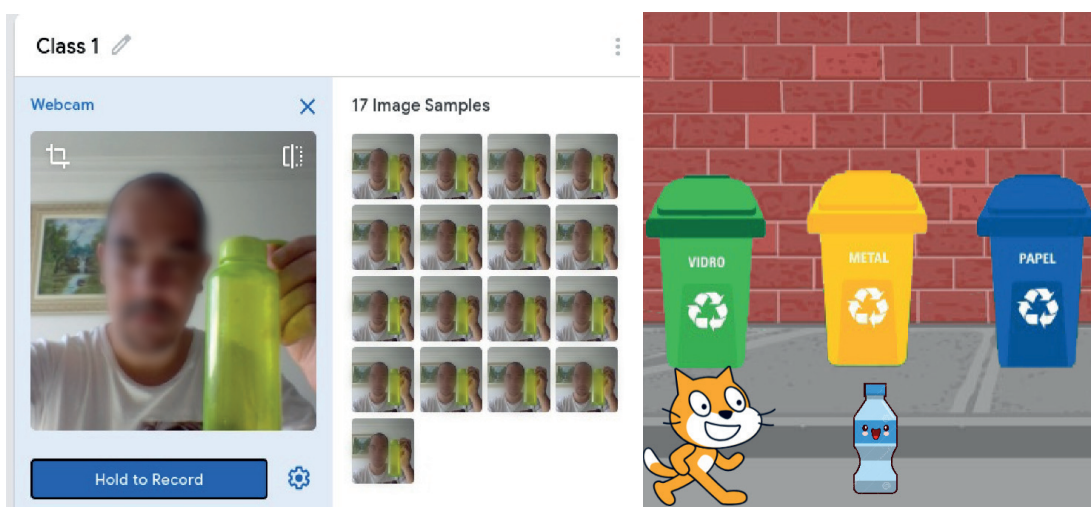 Class 1
Webcam
17 Image Samples
Hold to Record
VIDRO
METAL
PAPEL